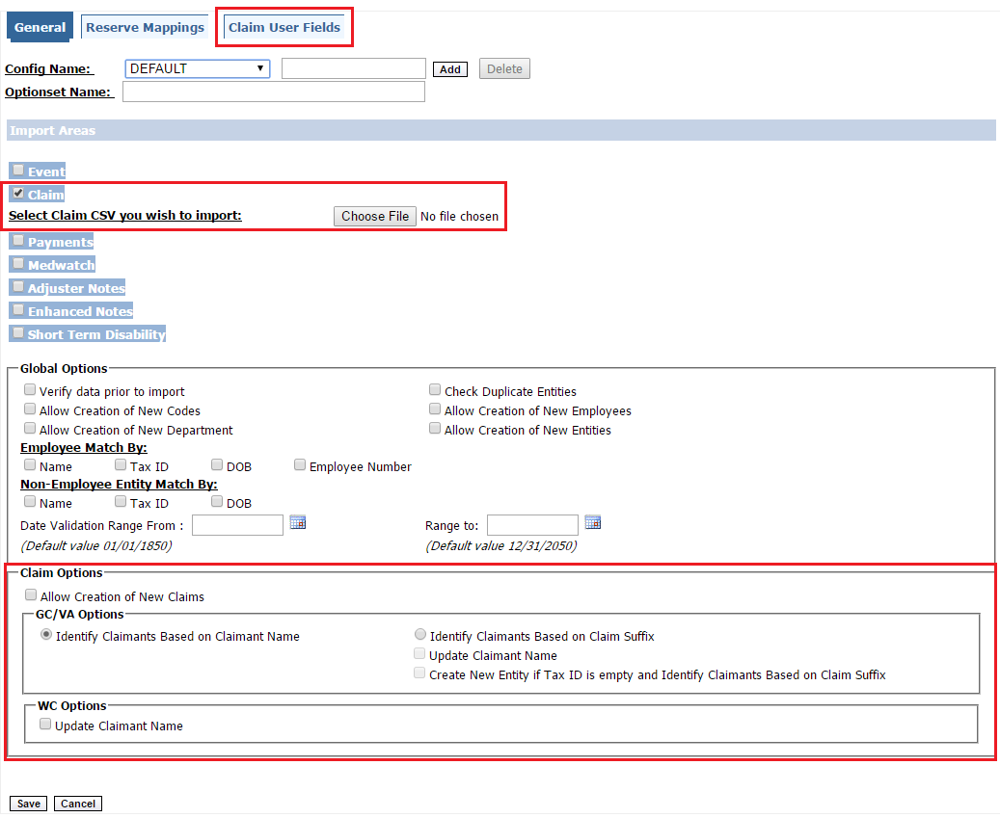 General Reserve Mappings Claim User Fields
Config Name: DEFAULT Add Delete
Optionset Name:
Import Areas
Event
Claim
Select Claim CSV you wish to import: Choose File No file chosen
Payments
Medwatch
Adjuster Notes
Enhanced Notes
Short Term Disability
Global Options
Verify data prior to import Check Duplicate Entities
Allow Creation of New Codes Allow Creation of New Employees
Allow Creation of New Department Allow Creation of New Entities
Employee Match By:
Name Tax ID DOB Employee Number
Non-Employee Entity Match By:
Name Tax ID DOB
Date Validation Range From : Range to:
(Default value 01/01/1850) (Default value 12/31/2050)
Claim Options
Allow Creation of New Claims
GC/VA Options
Identify Claimants Based on Claimant Name Identify Claimants Based on Claim Suffix
Update Claimant Name
Create New Entity if Tax ID is empty and Identify Claimants Based on Claim Suffix
WC Options
Update Claimant Name
Save Cancel